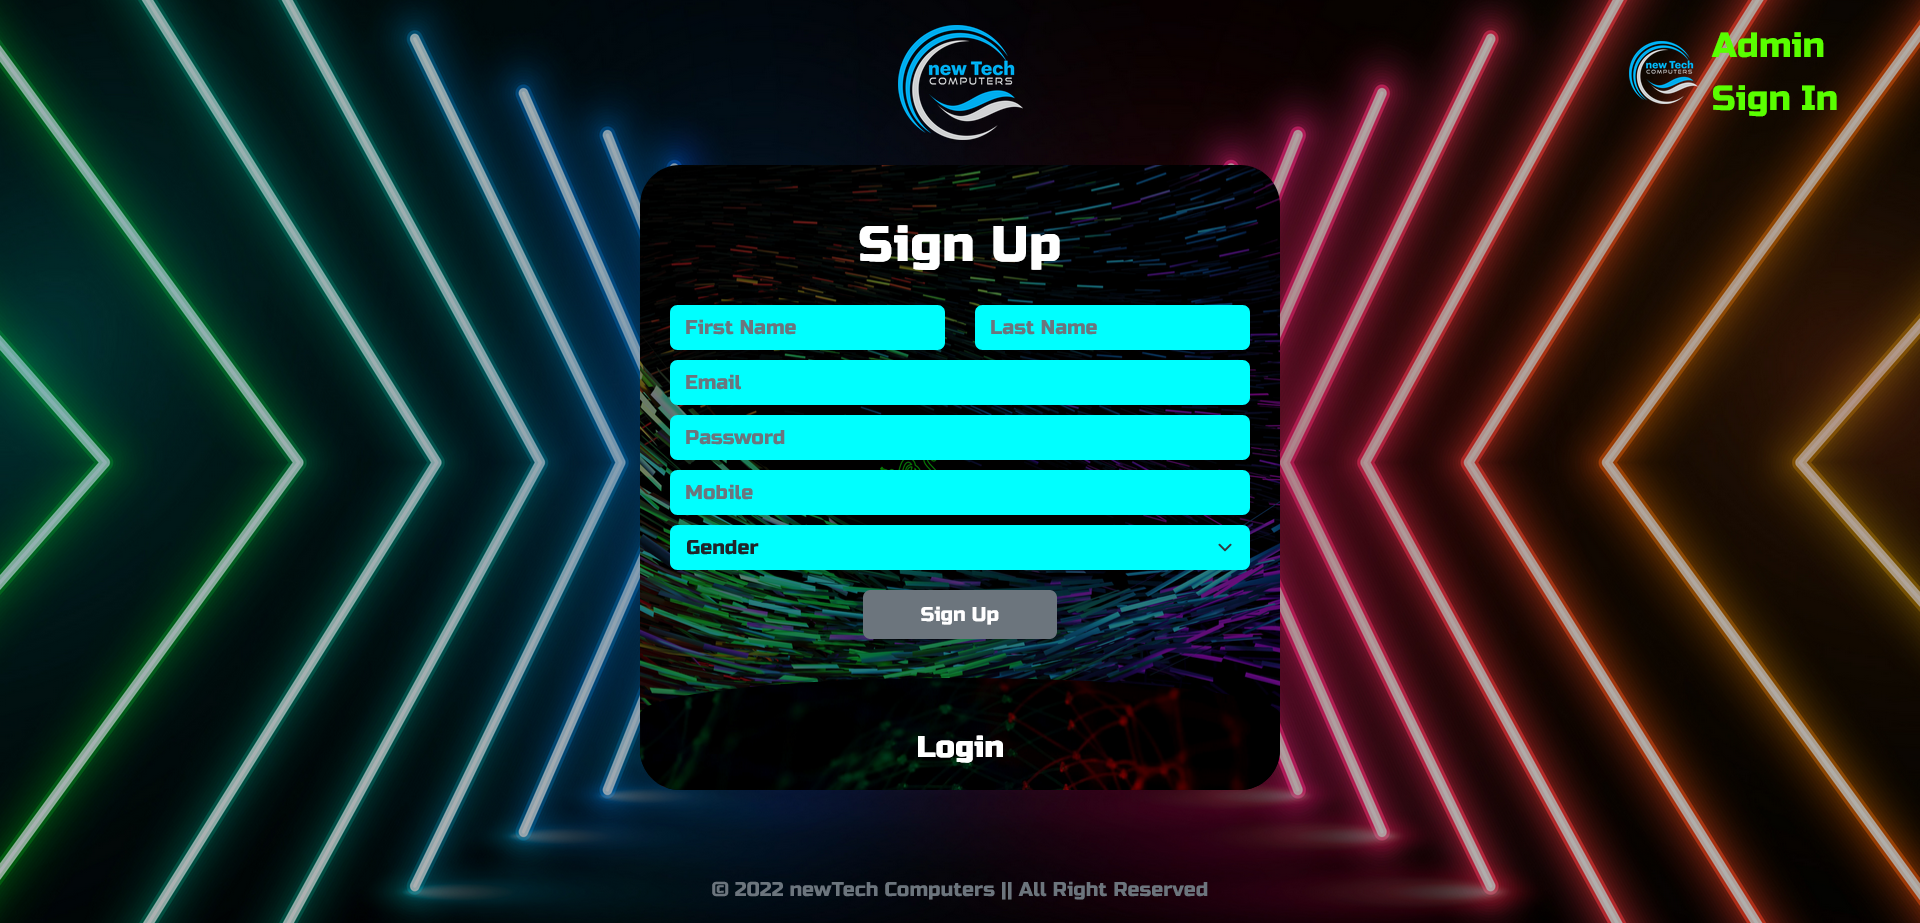 new Tech
COMPUTERS
new Tech
COMPUTERS
Admin
Sign In
Sign Up
First Name
Last Name
Email
Password
Mobile
Gender
Sign Up
Login
© 2022 newTech Computers || All Right Reserved